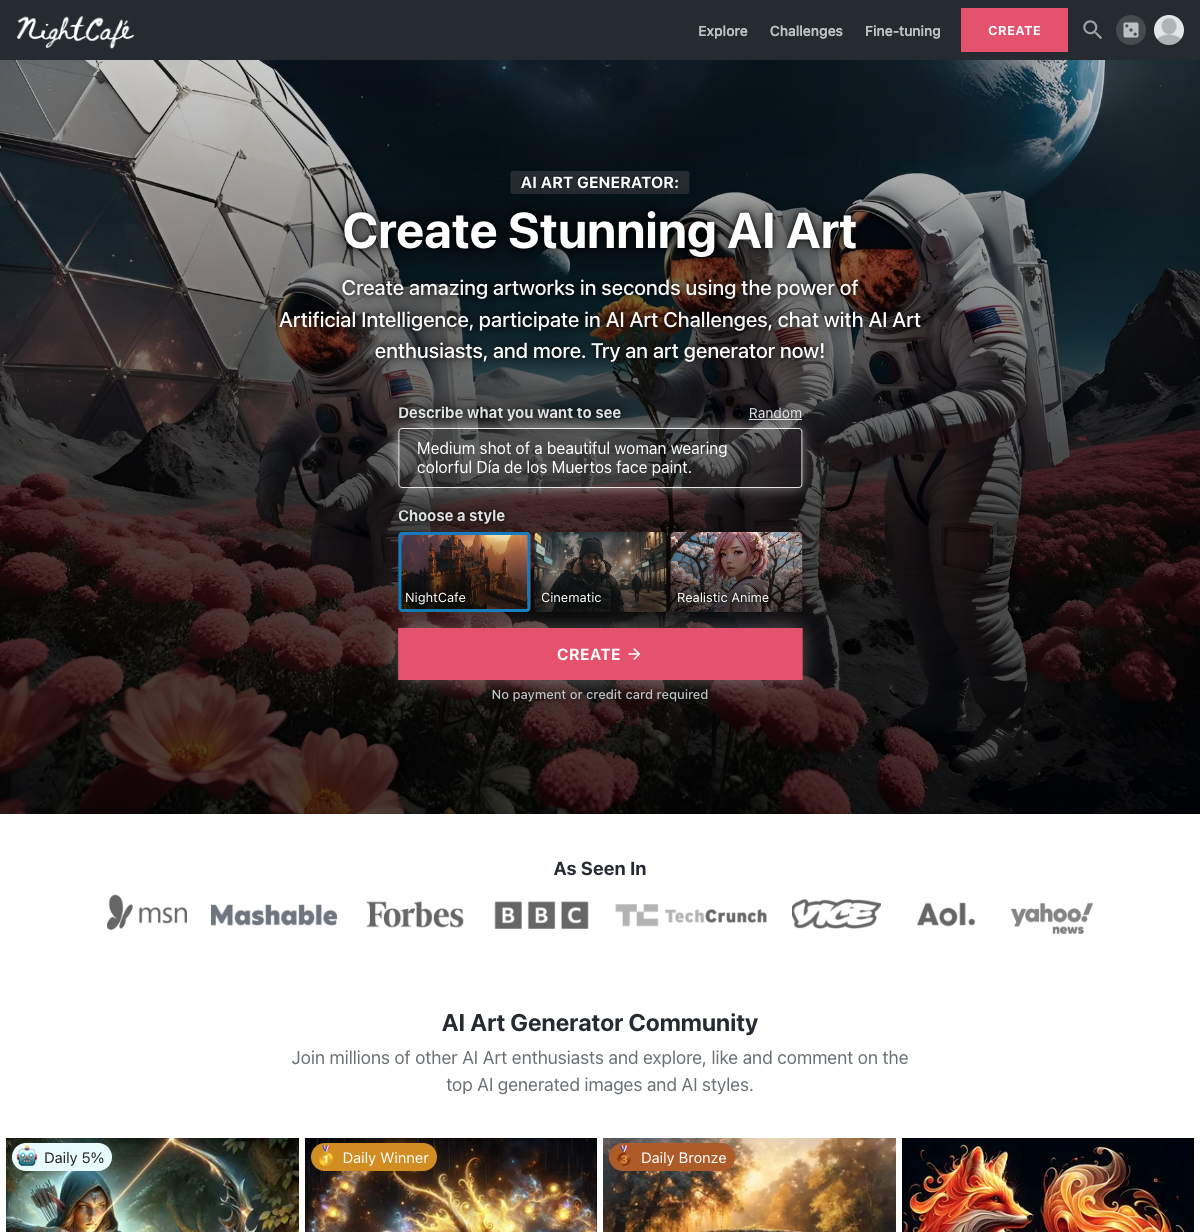 NightCafé
Explore
Challenges
Fine-tuning
CREATE
AI ART GENERATOR:
Create Stunning AI Art
Create amazing artworks in seconds using the power of
Artificial Intelligence, participate in AI Art Challenges, chat with AI Art
enthusiasts, and more. Try an art generator now!
Describe what you want to see
Random
Medium shot of a beautiful woman wearing
colorful Día de los Muertos face paint.
Choose a style
NightCafe
Cinematic
Realistic Anime
CREATE →
No payment or credit card required
As Seen In
msn
Mashable
Forbes
BBC
TC TechCrunch
VICE
Aol.
yahoo!
news
AI Art Generator Community
Join millions of other AI Art enthusiasts and explore, like and comment on the
top AI generated images and AI styles.
Daily 5%
Daily Winner
3
Daily Bronze